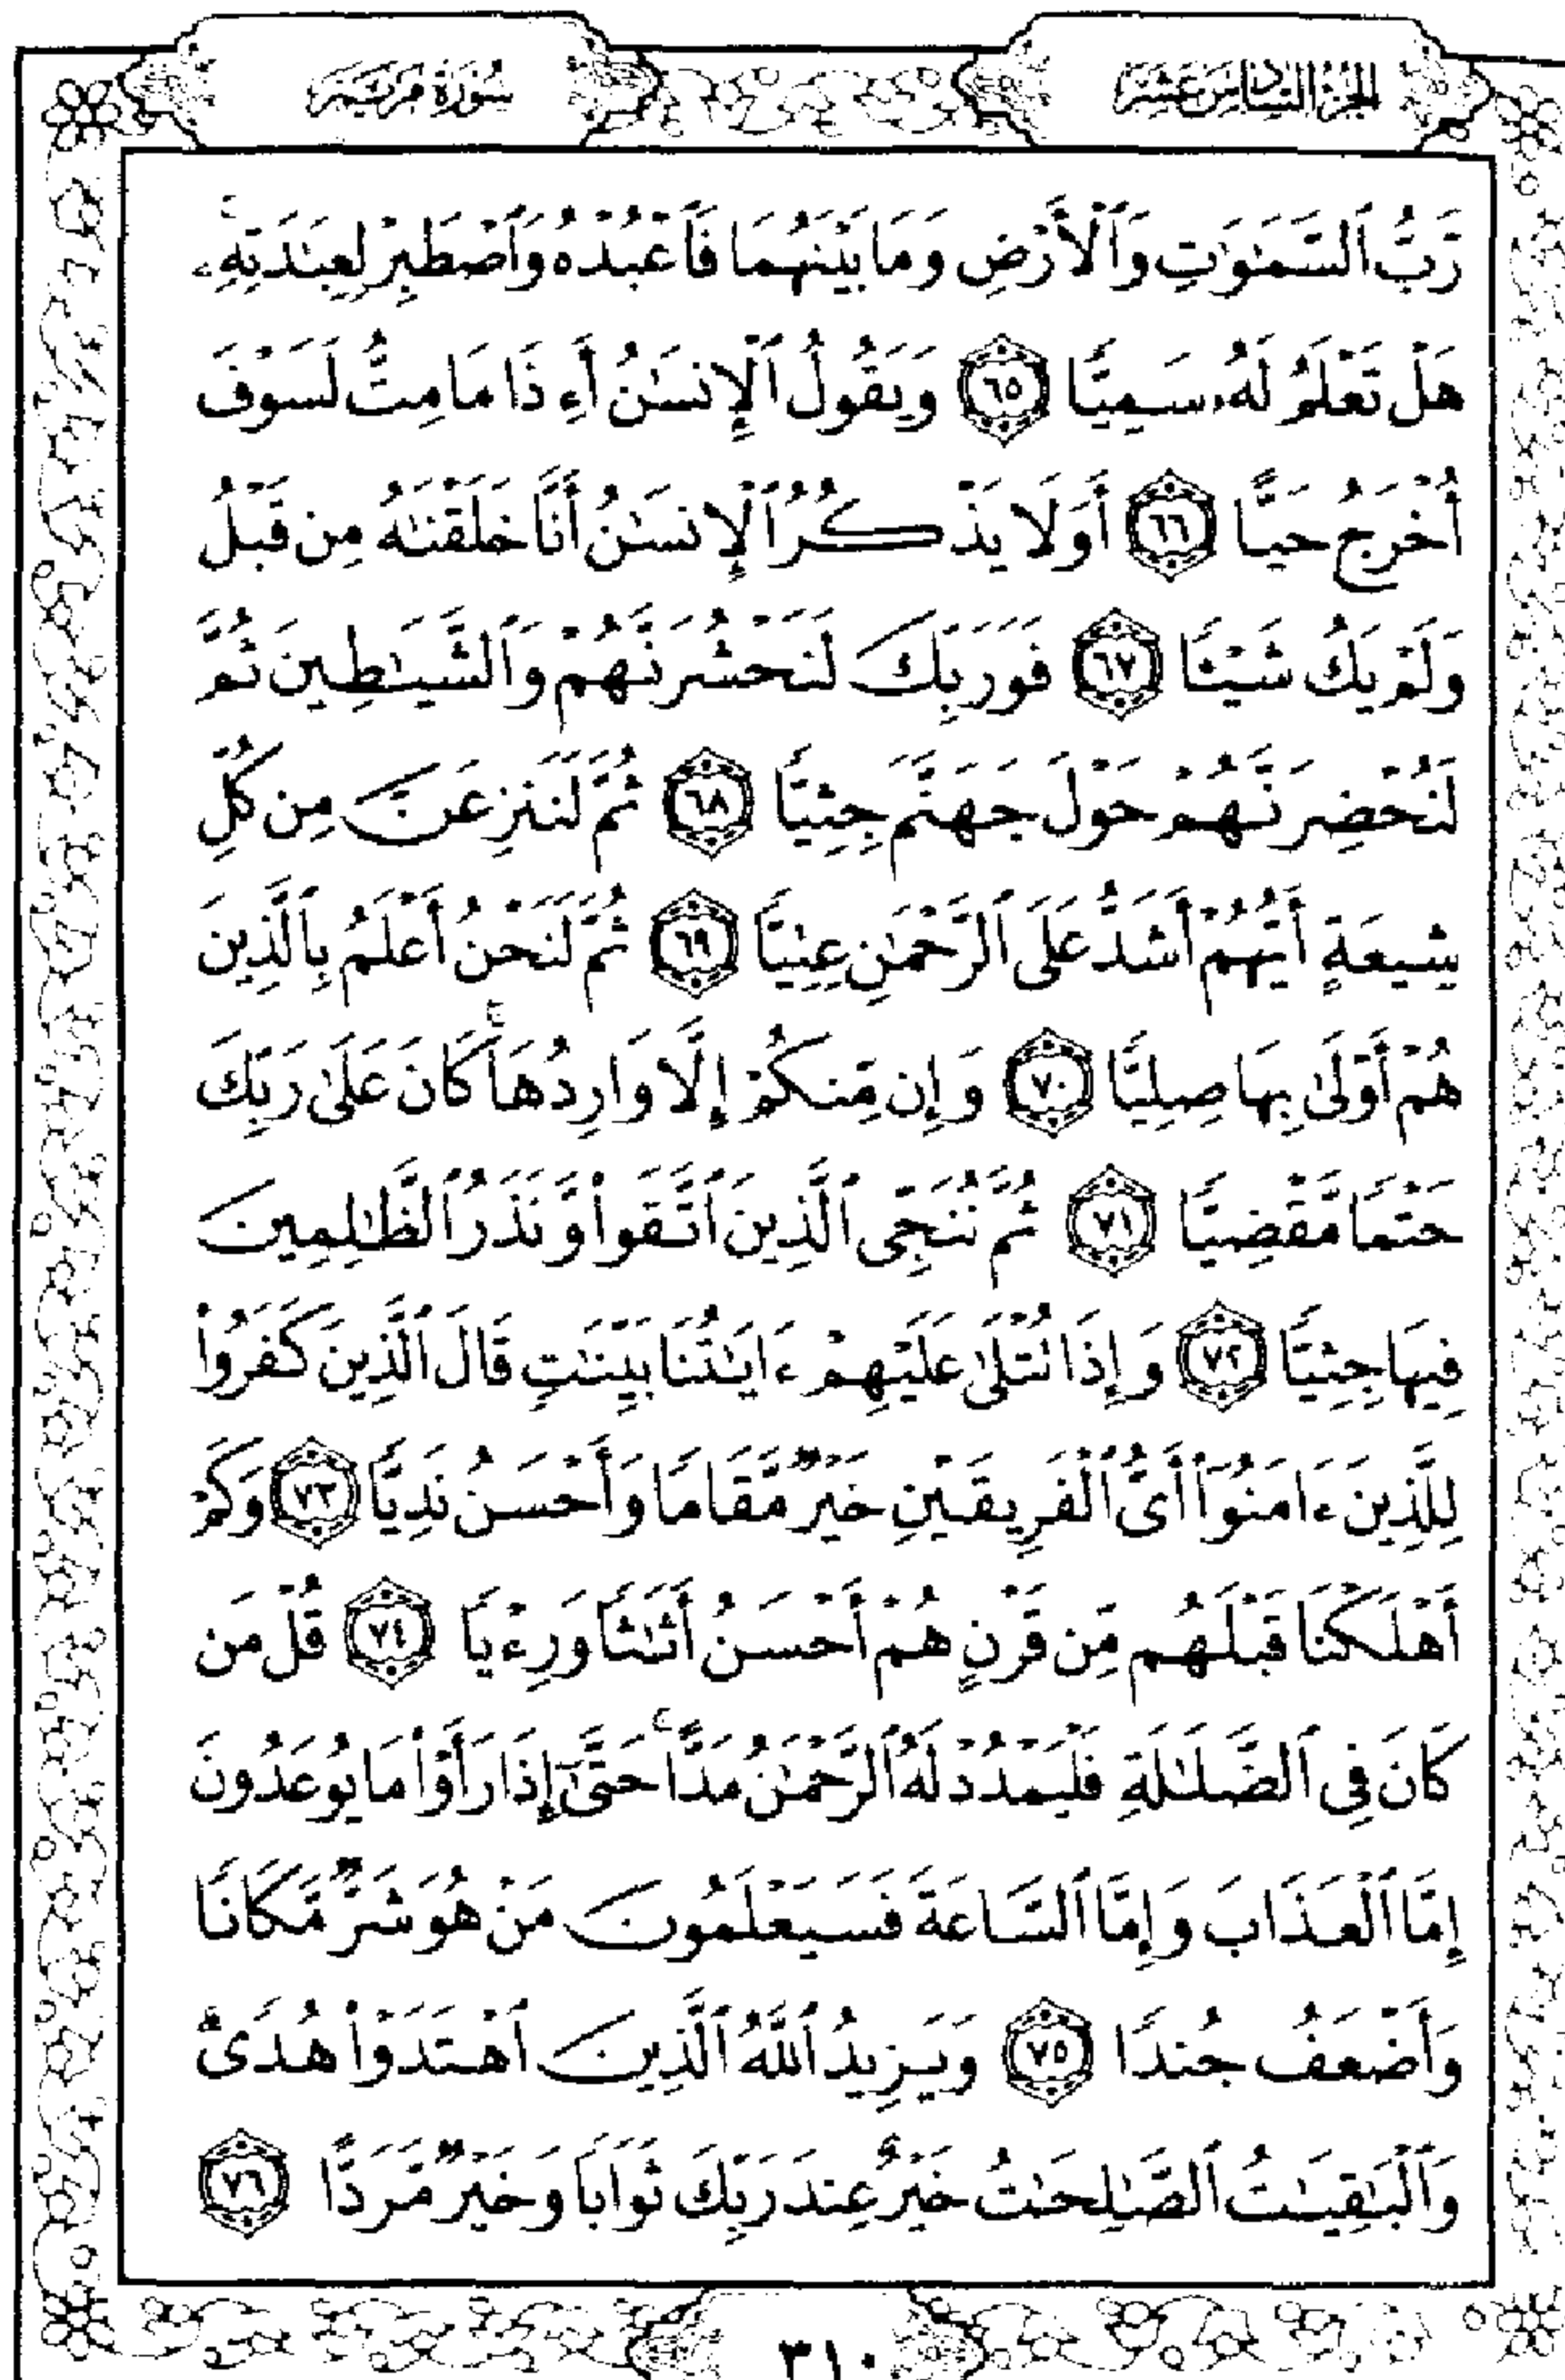 الجزء السادس عشر
سورة مريم
رَّبُّ ٱلسَّمَٰوَٰتِ وَٱلْأَرْضِ وَمَا بَيْنَهُمَا فَٱعْبُدْهُ وَٱصْطَبِرْ لِعِبَٰدَتِهِۦۚ
هَلْ تَعْلَمُ لَهُۥ سَمِيًّا ٦٥ وَيَقُولُ ٱلْإِنسَٰنُ أَءِذَا مَا مِتُّ لَسَوْفَ
أُخْرَجُ حَيًّا ٦٦ أَوَلَا يَذْكُرُ ٱلْإِنسَٰنُ أَنَّا خَلَقْنَٰهُ مِن قَبْلُ
وَلَمْ يَكُ شَيْـًٔا ٦٧ فَوَرَبِّكَ لَنَحْشُرَنَّهُمْ وَٱلشَّيَٰطِينَ ثُمَّ
لَنُحْضِرَنَّهُمْ حَوْلَ جَهَنَّمَ جِثِيًّا ٦٨ ثُمَّ لَنَنزِعَنَّ مِن كُلِّ
شِيعَةٍ أَيُّهُمْ أَشَدُّ عَلَى ٱلرَّحْمَٰنِ عِتِيًّا ٦٩ ثُمَّ لَنَحْنُ أَعْلَمُ بِٱلَّذِينَ
هُمْ أَوْلَىٰ بِهَا صِلِيًّا ٧٠ وَإِن مِّنكُمْ إِلَّا وَارِدُهَاۚ كَانَ عَلَىٰ رَبِّكَ
حَتْمًا مَّقْضِيًّا ٧١ ثُمَّ نُنَجِّى ٱلَّذِينَ ٱتَّقَوا۟ وَّنَذَرُ ٱلظَّٰلِمِينَ
فِيهَا جِثِيًّا ٧٢ وَإِذَا تُتْلَىٰ عَلَيْهِمْ ءَايَٰتُنَا بَيِّنَٰتٍ قَالَ ٱلَّذِينَ كَفَرُوا۟
لِلَّذِينَ ءَامَنُوٓا۟ أَىُّ ٱلْفَرِيقَيْنِ خَيْرٌ مَّقَامًا وَأَحْسَنُ نَدِيًّا ٧٣ وَكَمْ
أَهْلَكْنَا قَبْلَهُم مِّن قَرْنٍ هُمْ أَحْسَنُ أَثَٰثًا وَرِءْيًا ٧٤ قُلْ مَن
كَانَ فِى ٱلضَّلَٰلَةِ فَلْيَمْدُدْ لَهُ ٱلرَّحْمَٰنُ مَدًّاۚ حَتَّىٰٓ إِذَا رَأَوْا۟ مَا يُوعَدُونَ
إِمَّا ٱلْعَذَابَ وَإِمَّا ٱلسَّاعَةَ فَسَيَعْلَمُونَ مَنْ هُوَ شَرٌّ مَّكَانًا
وَأَضْعَفُ جُندًا ٧٥ وَيَزِيدُ ٱللَّهُ ٱلَّذِينَ ٱهْتَدَوْا۟ هُدًىۗ
وَٱلْبَٰقِيَٰتُ ٱلصَّٰلِحَٰتُ خَيْرٌ عِندَ رَبِّكَ ثَوَابًا وَخَيْرٌ مَّرَدًّا ٧٦
٣١٠